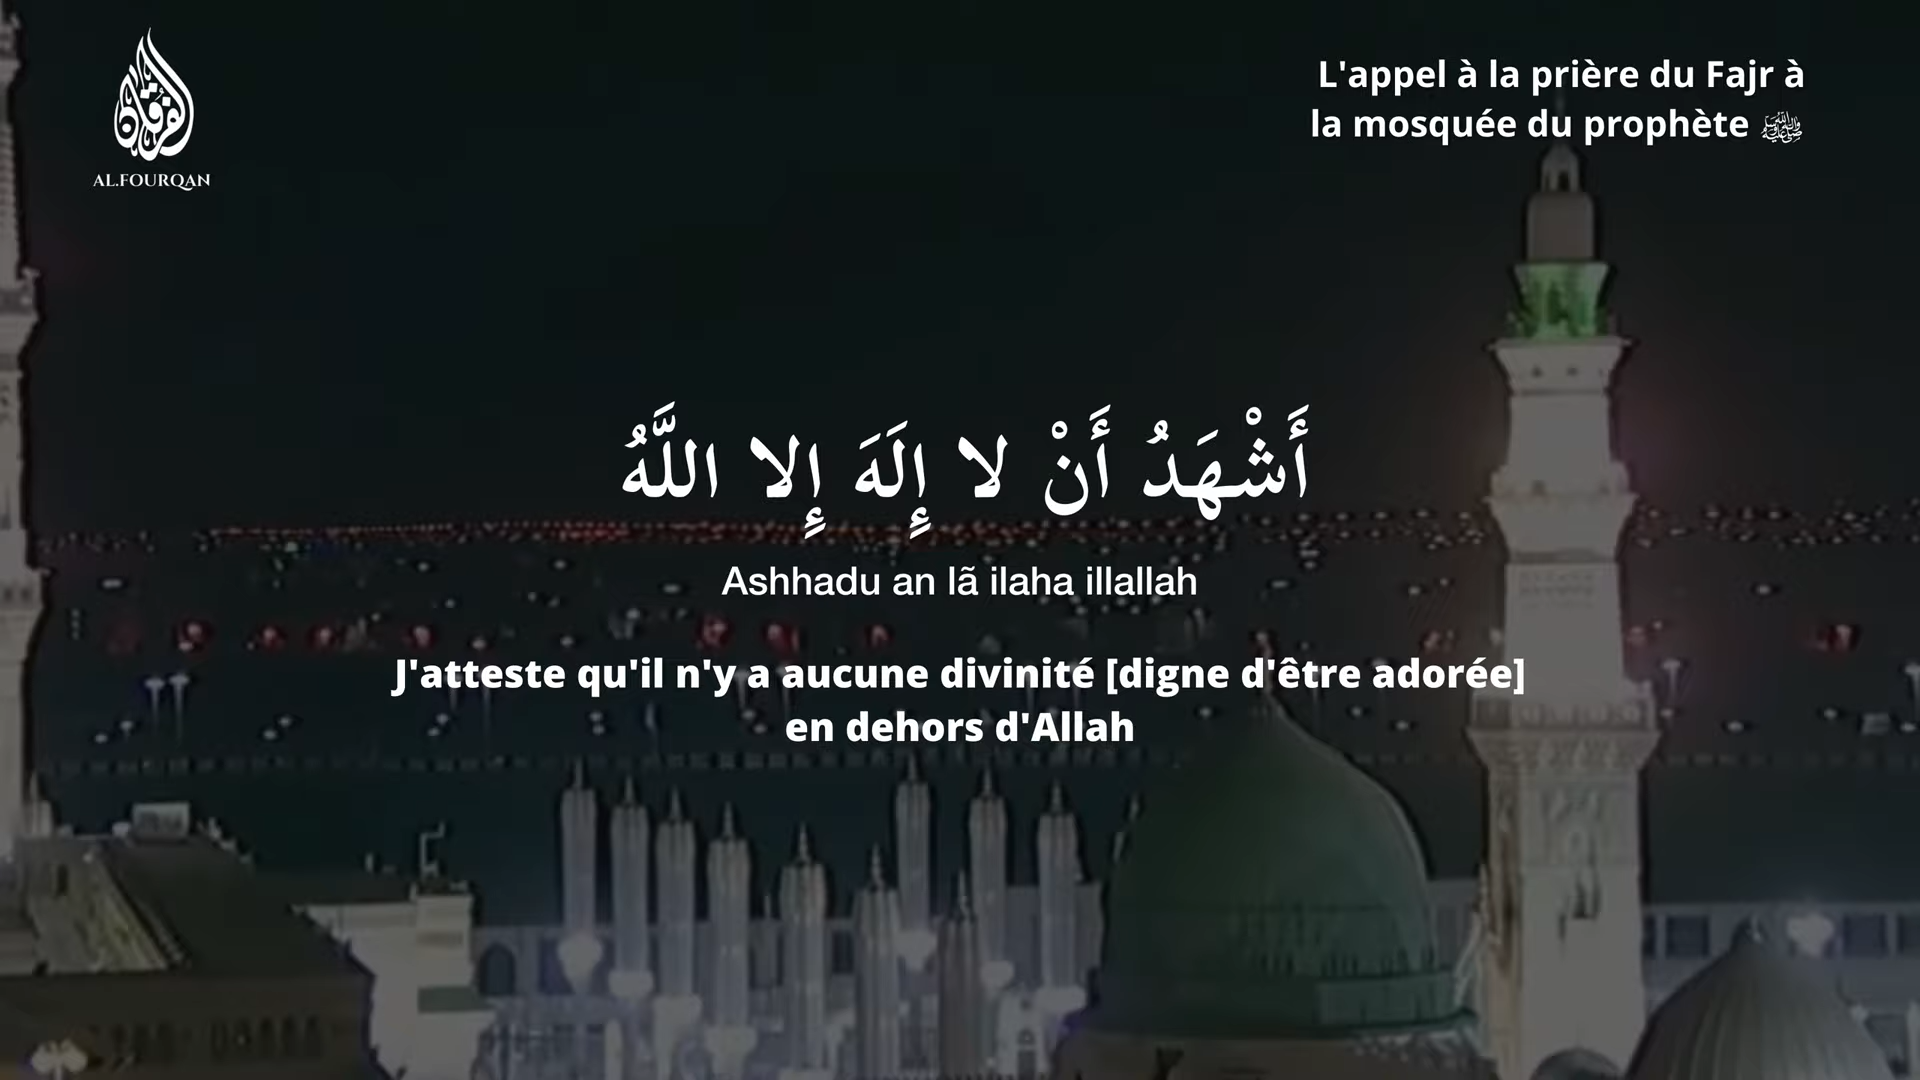 الفرقان
AL.FOURQAN
L'appel à la prière du Fajr à
la mosquée du prophète ﷺ
أَشْهَدُ أَنْ لا إِلَهَ إِلا اللَّهُ
Ashhadu an lã ilaha illallah
J'atteste qu'il n'y a aucune divinité [digne d'être adorée]
en dehors d'Allah